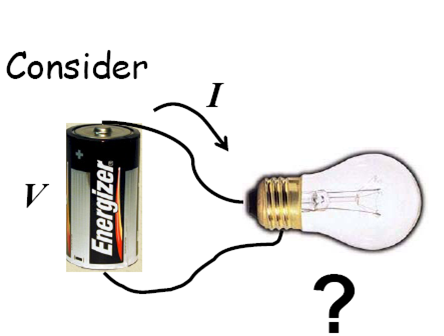 Consider
I
V
+
Energizer
?